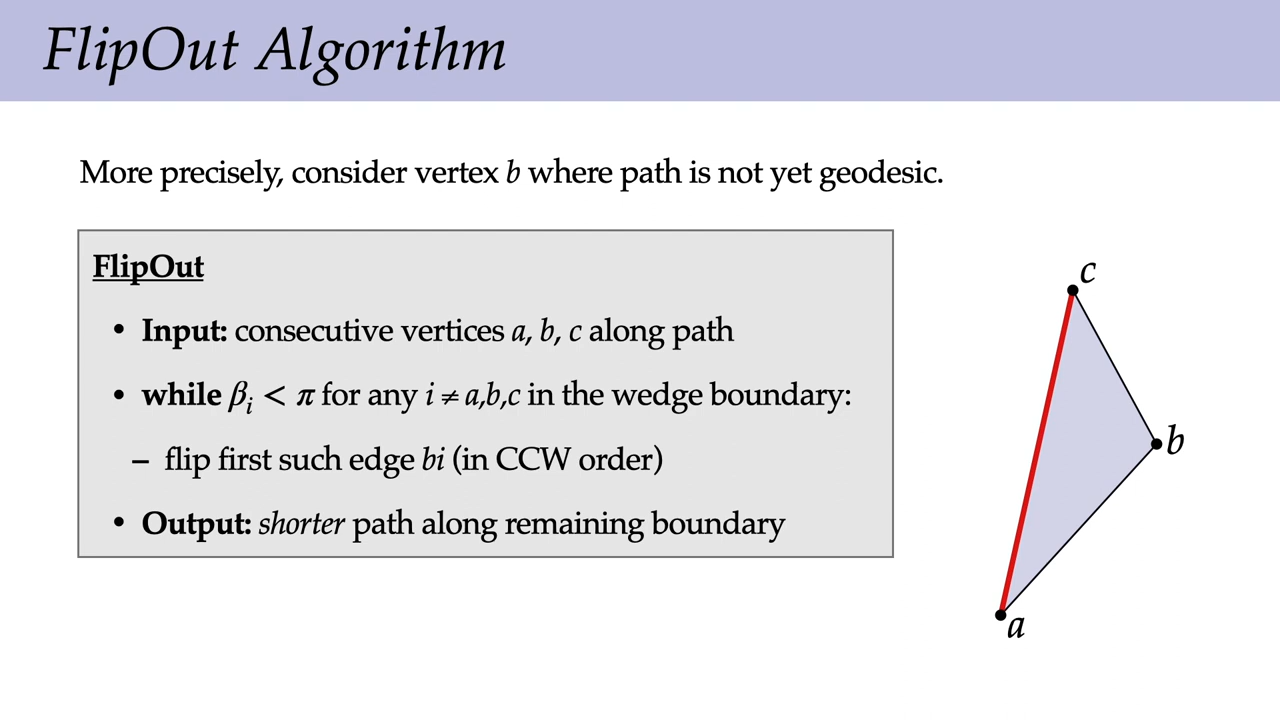 FlipOut Algorithm
More precisely, consider vertex b where path is not yet geodesic.
FlipOut
• Input: consecutive vertices a, b, c along path
• while βᵢ < π for any i ≠ a,b,c in the wedge boundary:
– flip first such edge bi (in CCW order)
• Output: shorter path along remaining boundary
c
b
a